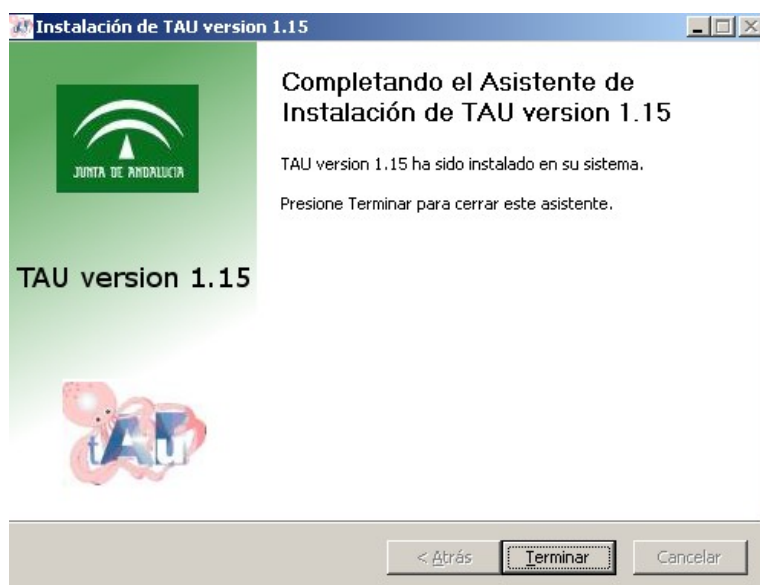 Instalación de TAU version 1.15
JUNTA DE ANDALUCIA
TAU version 1.15
tAU
Completando el Asistente de
Instalación de TAU version 1.15
TAU version 1.15 ha sido instalado en su sistema.
Presione Terminar para cerrar este asistente.
< Atrás
Terminar
Cancelar